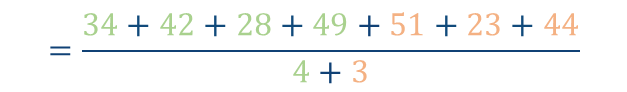 34 + 42 + 28 + 49 + 51 + 23 + 44
=
4 + 3